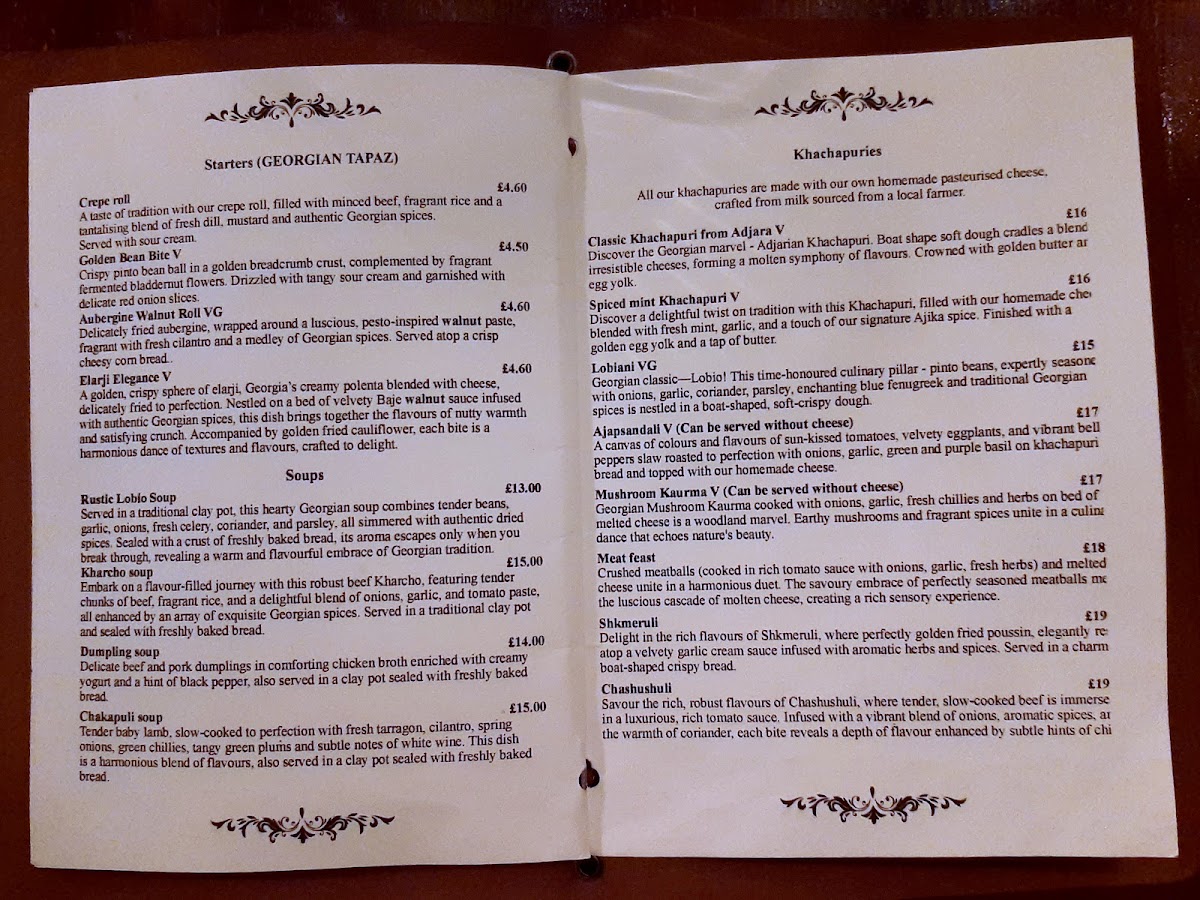 Starters (GEORGIAN TAPAZ)
Crepe roll £4.60
A taste of tradition with our crepe roll, filled with minced beef, fragrant rice and a
tantalising blend of fresh dill, mustard and authentic Georgian spices.
Served with sour cream.
Golden Bean Bite V £4.50
Crispy pinto bean ball in a golden breadcrumb crust, complemented by fragrant
fermented bladdernut flowers. Drizzled with tangy sour cream and garnished with
delicate red onion slices.
Aubergine Walnut Roll VG £4.60
Delicately fried aubergine, wrapped around a luscious, pesto-inspired walnut paste,
fragrant with fresh cilantro and a medley of Georgian spices. Served atop a crisp
cheesy corn bread..
Elarji Elegance V £4.60
A golden, crispy sphere of elarji, Georgia's creamy polenta blended with cheese,
delicately fried to perfection. Nestled on a bed of velvety Baje walnut sauce infused
with authentic Georgian spices, this dish brings together the flavours of nutty warmth
and satisfying crunch. Accompanied by golden fried cauliflower, each bite is a
harmonious dance of textures and flavours, crafted to delight.
Soups
Rustic Lobio Soup £13.00
Served in a traditional clay pot, this hearty Georgian soup combines tender beans,
garlic, onions, fresh celery, coriander, and parsley, all simmered with authentic dried
spices. Sealed with a crust of freshly baked bread, its aroma escapes only when you
break through, revealing a warm and flavourful embrace of Georgian tradition.
Kharcho soup £15.00
Embark on a flavour-filled journey with this robust beef Kharcho, featuring tender
chunks of beef, fragrant rice, and a delightful blend of onions, garlic, and tomato paste,
all enhanced by an array of exquisite Georgian spices. Served in a traditional clay pot
and sealed with freshly baked bread.
Dumpling soup £14.00
Delicate beef and pork dumplings in comforting chicken broth enriched with creamy
yogurt and a hint of black pepper, also served in a clay pot sealed with freshly baked
bread.
Chakapuli soup £15.00
Tender baby lamb, slow-cooked to perfection with fresh tarragon, cilantro, spring
onions, green chillies, tangy green plums and subtle notes of white wine. This dish
is a harmonious blend of flavours, also served in a clay pot sealed with freshly baked
bread.
Khachapuries
All our khachapuries are made with our own homemade pasteurised cheese,
crafted from milk sourced from a local farmer.
Classic Khachapuri from Adjara V £16
Discover the Georgian marvel - Adjarian Khachapuri. Boat shape soft dough cradles a blend
irresistible cheeses, forming a molten symphony of flavours. Crowned with golden butter
egg yolk.
Spiced mint Khachapuri V £16
Discover a delightful twist on tradition with this Khachapuri, filled with our homemade
blended with fresh mint, garlic, and a touch of our signature Ajika spice. Finished with a
golden egg yolk and a tap of butter.
Lobiani VG £15
Georgian classic—Lobio! This time-honoured culinary pillar - pinto beans, expertly
with onions, garlic, coriander, parsley, enchanting blue fenugreek and traditional Georgian
spices is nestled in a boat-shaped, soft-crispy dough.
Ajapsandali V (Can be served without cheese) £17
A canvas of colours and flavours of sun-kissed tomatoes, velvety eggplants, and vibrant bell
peppers slaw roasted to perfection with onions, garlic, green and purple basil on khachapuri
bread and topped with our homemade cheese.
Mushroom Kaurma V (Can be served without cheese) £17
Georgian Mushroom Kaurma cooked with onions, garlic, fresh chillies and herbs on bed of
melted cheese is a woodland marvel. Earthy mushrooms and fragrant spices unite in a
dance that echoes nature's beauty.
Meat feast £18
Crushed meatballs (cooked in rich tomato sauce with onions, garlic, fresh herbs) and melted
cheese unite in a harmonious duet. The savoury embrace of perfectly seasoned meatballs
the luscious cascade of molten cheese, creating a rich sensory experience.
Shkmeruli £19
Delight in the rich flavours of Shkmeruli, where perfectly golden fried poussin, elegantly
atop a velvety garlic cream sauce infused with aromatic herbs and spices. Served in a charm
boat-shaped crispy bread.
Chashushuli £19
Savour the rich, robust flavours of Chashushuli, where tender, slow-cooked beef is immerse
in a luxurious, rich tomato sauce. Infused with a vibrant blend of onions, aromatic spices,
the warmth of coriander, each bite reveals a depth of flavour enhanced by subtle hints of